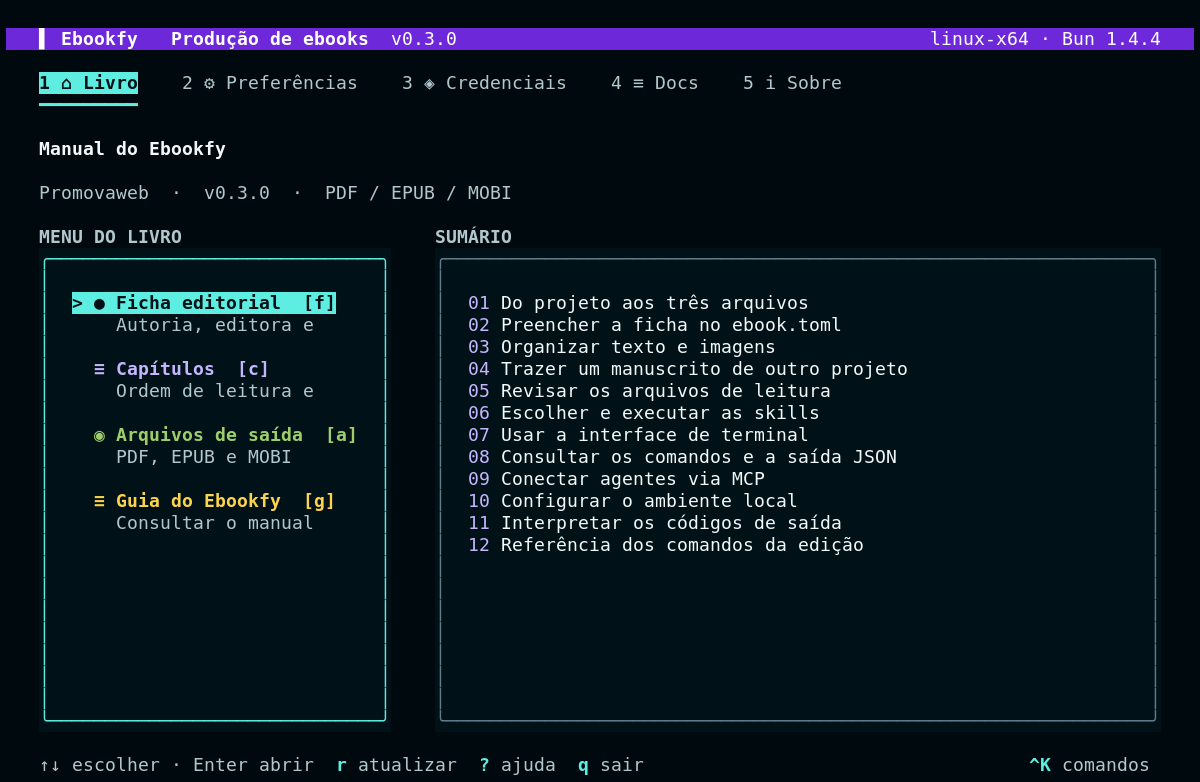 Ebookfy   Produção de ebooks  v0.3.0   linux-x64 · Bun 1.4.4
1 ⌂ Livro   2 ⚙ Preferências   3 ◈ Credenciais   4 ≡ Docs   5 i Sobre
Manual do Ebookfy
Promovaweb  ·  v0.3.0  ·  PDF / EPUB / MOBI
MENU DO LIVRO
> ● Ficha editorial  [f]
Autoria, editora e
≡ Capítulos  [c]
Ordem de leitura e
◉ Arquivos de saída  [a]
PDF, EPUB e MOBI
≡ Guia do Ebookfy  [g]
Consultar o manual
SUMÁRIO
01 Do projeto aos três arquivos
02 Preencher a ficha no ebook.toml
03 Organizar texto e imagens
04 Trazer um manuscrito de outro projeto
05 Revisar os arquivos de leitura
06 Escolher e executar as skills
07 Usar a interface de terminal
08 Consultar os comandos e a saída JSON
09 Conectar agentes via MCP
10 Configurar o ambiente local
11 Interpretar os códigos de saída
12 Referência dos comandos da edição
↑↓ escolher · Enter abrir  r atualizar  ? ajuda  q sair   ^K comandos